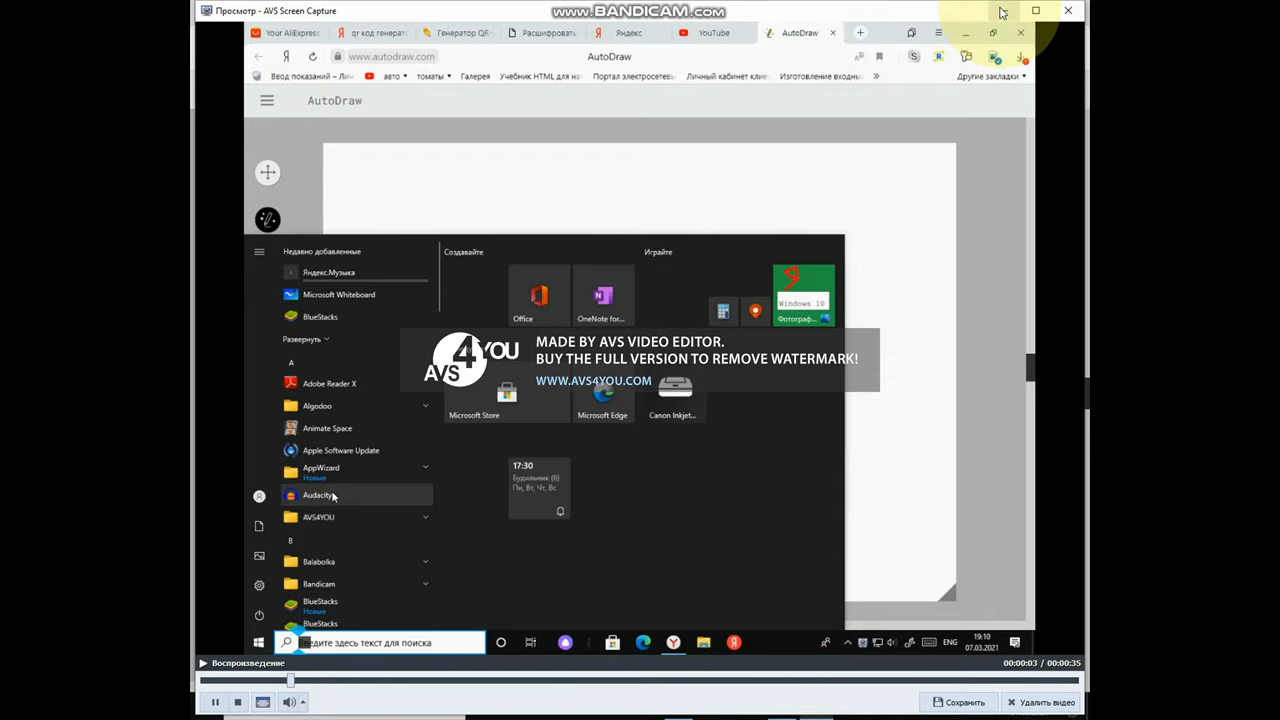 Просмотр - AVS Screen Capture
www.BANDICAM.com
Your AliExpress
qr код генерат
Генератор QR-
Расшифровать
Яндекс
YouTube
AutoDraw
www.autodraw.com
AutoDraw
Ввод показаний – Лич
авто
томаты
Галерея
Учебник HTML для на
Портал электросетев
Личный кабинет клие
Изготовление входны
Другие закладки
AutoDraw
Недавно добавленные
Создавайте
Играйте
Яндекс.Музыка
Microsoft Whiteboard
BlueStacks
Развернуть
Office
OneNote for...
Windows 10
Фотограф...
A
Adobe Reader X
Algodoo
Animate Space
Apple Software Update
AppWizard
Новые
Audacity
AVS4YOU
B
Balabolka
Bandicam
BlueStacks
Новые
BlueStacks
AVS 4 YOU
MADE BY AVS VIDEO EDITOR.
BUY THE FULL VERSION TO REMOVE WATERMARK!
WWW.AVS4YOU.COM
Microsoft Store
Microsoft Edge
Canon Inkjet...
17:30
Будильник (6)
Пн, Вт, Чт, Вс
ведите здесь текст для поиска
ENG
19:10
07.03.2021
Воспроизведение
00:00:03 / 00:00:35
Сохранить
Удалить видео